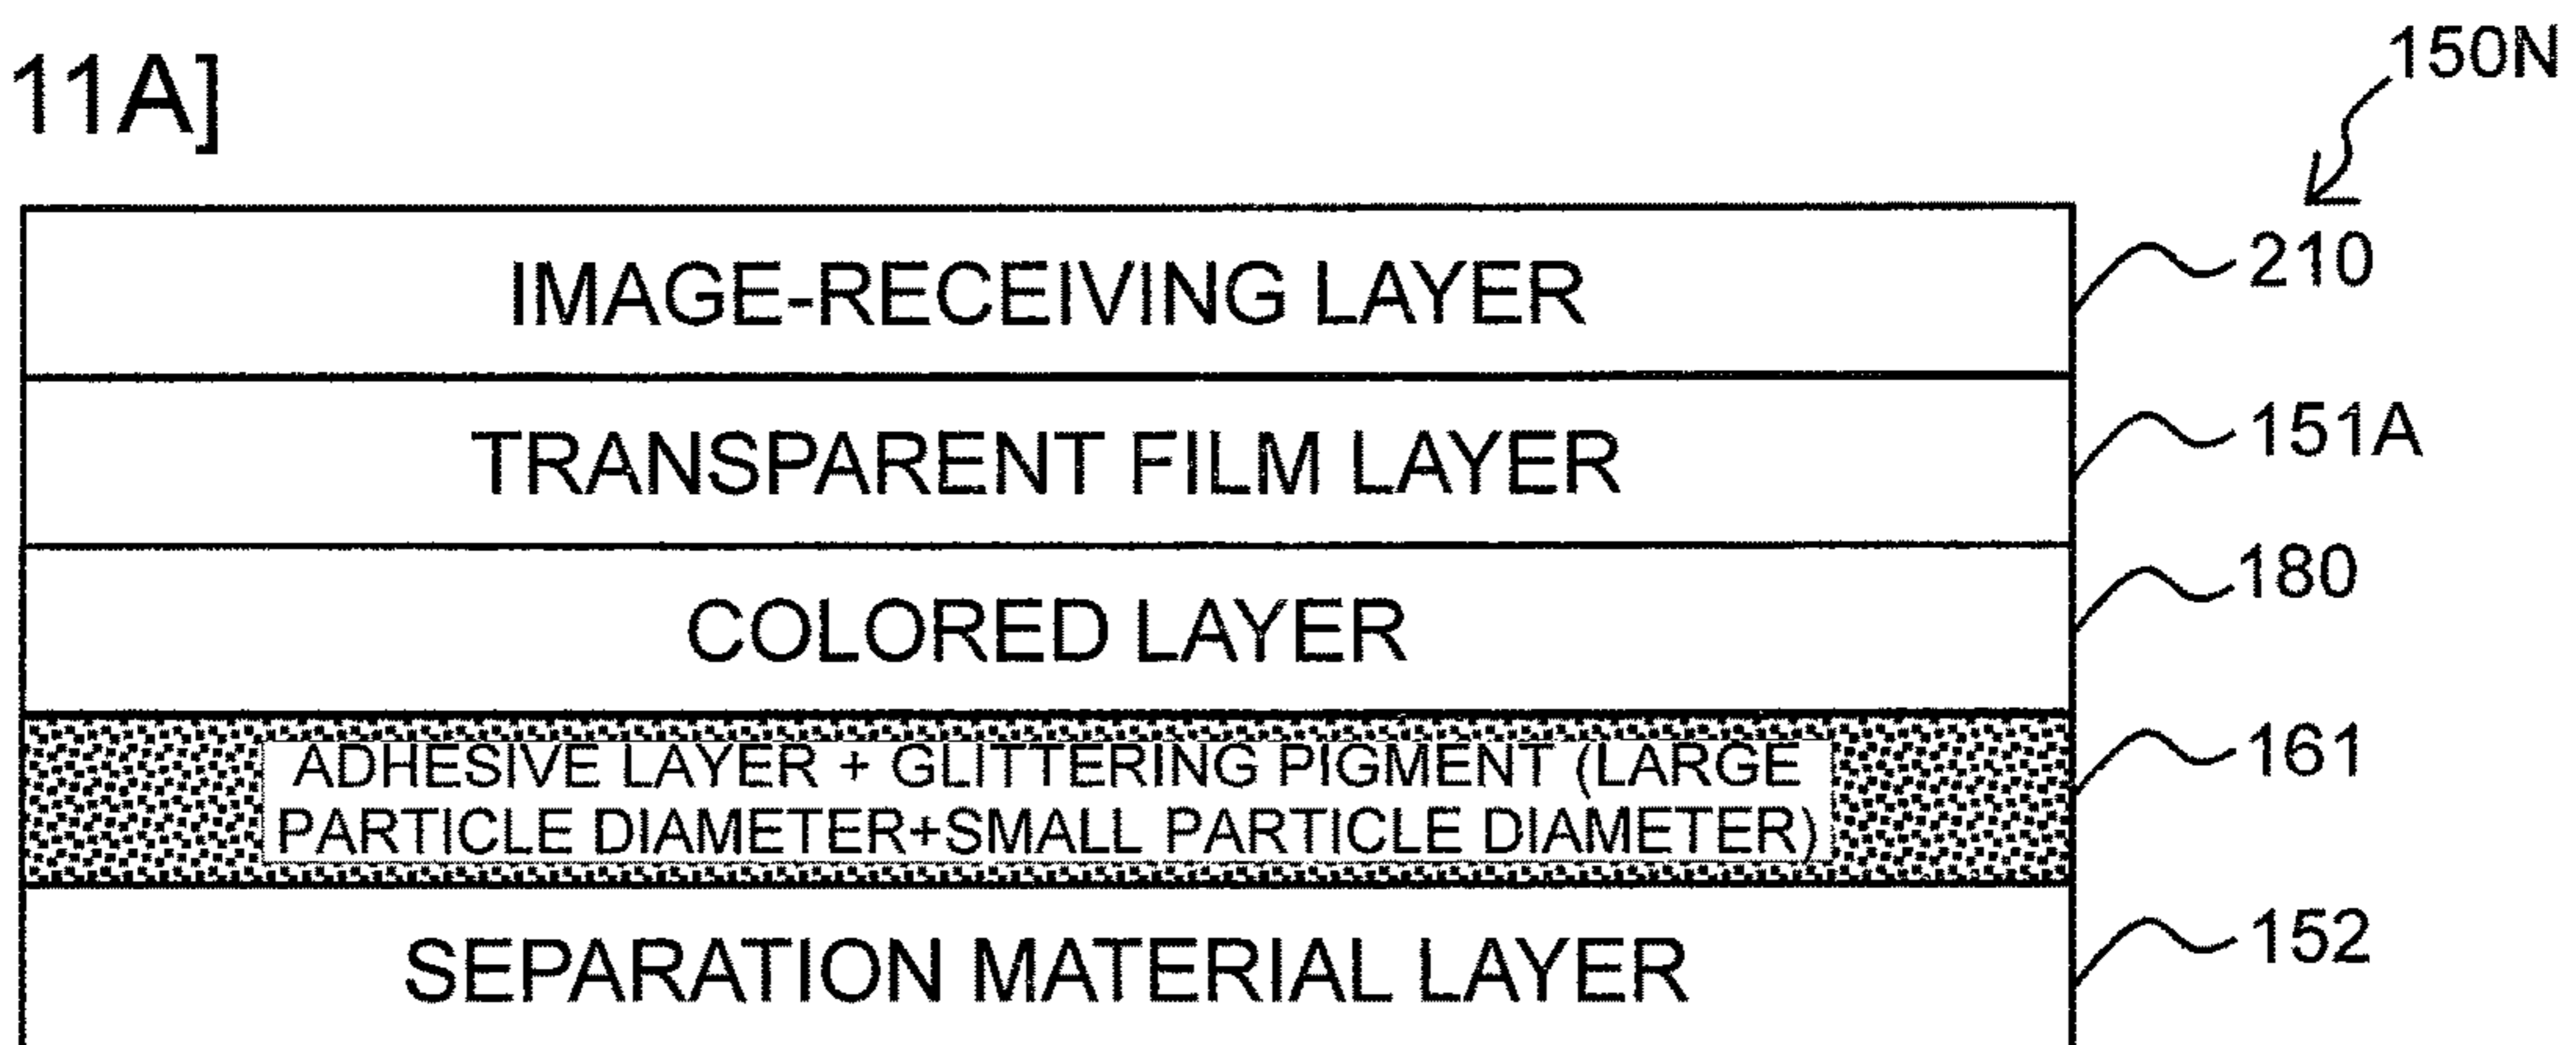 11A]
150N
IMAGE-RECEIVING LAYER
210
TRANSPARENT FILM LAYER
151A
COLORED LAYER
180
ADHESIVE LAYER + GLITTERING PIGMENT (LARGE
PARTICLE DIAMETER+SMALL PARTICLE DIAMETER)
161
SEPARATION MATERIAL LAYER
152